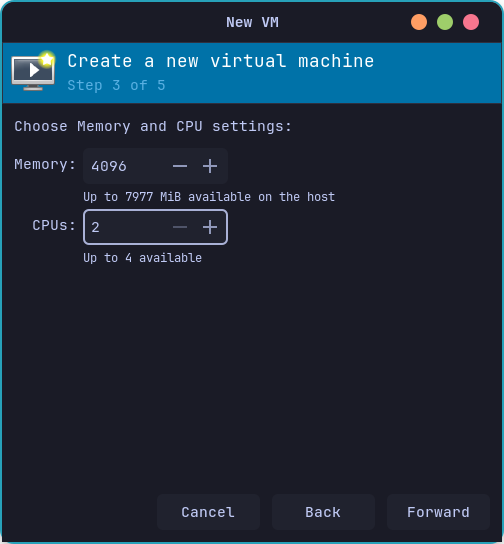 New VM
Create a new virtual machine
Step 3 of 5
Choose Memory and CPU settings:
Memory: 4096
Up to 7977 MiB available on the host
CPUs: 2
Up to 4 available
Cancel Back Forward